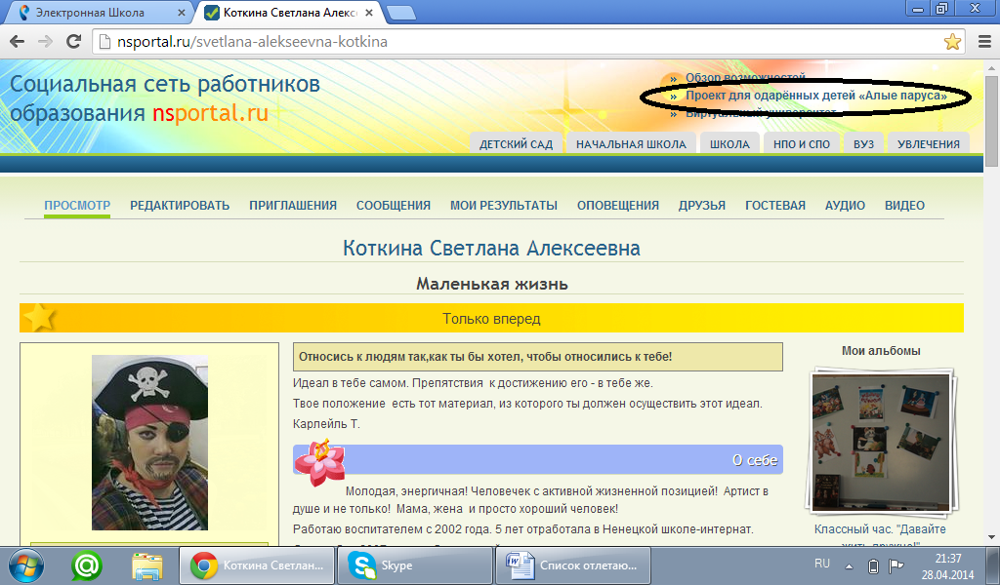 Электронная Школа
Коткина Светлана Алекс
nsportal.ru/svetlana-alekseevna-kotkina
Социальная сеть работников
образования nsportal.ru
» Обзор возможностей
» Проект для одарённых детей «Алые паруса»
» Виртуальный университет
ДЕТСКИЙ САД НАЧАЛЬНАЯ ШКОЛА ШКОЛА НПО И СПО ВУЗ УВЛЕЧЕНИЯ
ПРОСМОТР РЕДАКТИРОВАТЬ ПРИГЛАШЕНИЯ СООБЩЕНИЯ МОИ РЕЗУЛЬТАТЫ ОПОВЕЩЕНИЯ ДРУЗЬЯ ГОСТЕВАЯ АУДИО ВИДЕО
Коткина Светлана Алексеевна
Маленькая жизнь
Только вперед
Относись к людям так,как ты бы хотел, чтобы относились к тебе!
Идеал в тебе самом. Препятствия к достижению его - в тебе же.
Твое положение есть тот материал, из которого ты должен осуществить этот идеал.
Карлейль Т.
О себе
Молодая, энергичная! Человечек с активной жизненной позицией! Артист в
душе и не только! Мама, жена и просто хороший человек!
Работаю воспитателем с 2002 года. 5 лет отработала в Ненецкой школе-интернат.
Мои альбомы
Классный час. "Давайте
жить дружно!"
Коткина Светлан...
Skype
Список отлетаю...
RU
21:37
28.04.2014